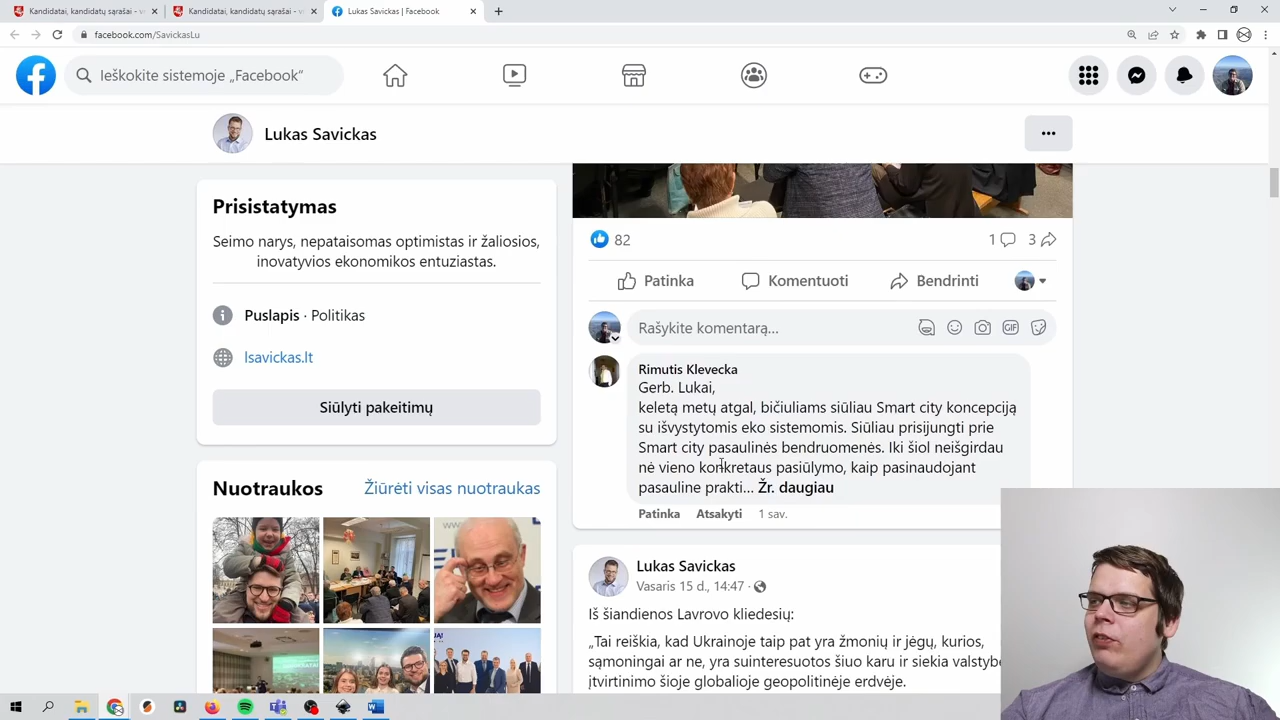 Kandidatai, kandidatų sąrašai - v
Kandidatai, kandidatų sąrašai - v
Lukas Savickas | Facebook
facebook.com/SavickasLu
Ieškokite sistemoje „Facebook“
Lukas Savickas
Prisistatymas
Seimo narys, nepataisomas optimistas ir žaliosios,
inovatyvios ekonomikos entuziastas.
Puslapis · Politikas
lsavickas.lt
Siūlyti pakeitimų
Nuotraukos
Žiūrėti visas nuotraukas
82
1
3
Patinka
Komentuoti
Bendrinti
Rašykite komentarą...
GIF
Rimutis Klevecka
Gerb. Lukai,
keletą metų atgal, bičiuliams siūliau Smart city koncepciją
su išvystytomis eko sistemomis. Siūliau prisijungti prie
Smart city pasaulinės bendruomenės. Iki šiol neišgirdau
nė vieno konkretaus pasiūlymo, kaip pasinaudojant
pasauline prakti... Žr. daugiau
Patinka Atsakyti 1 sav.
Lukas Savickas
Vasaris 15 d., 14:47 ·
Iš šiandienos Lavrovo kliedesių:
„Tai reiškia, kad Ukrainoje taip pat yra žmonių ir jėgų, kurios,
sąmoningai ar ne, yra suinteresuotos šiuo karu ir siekia valstybė
įtvirtinimo šioje globalioje geopolitinėje erdvėje.